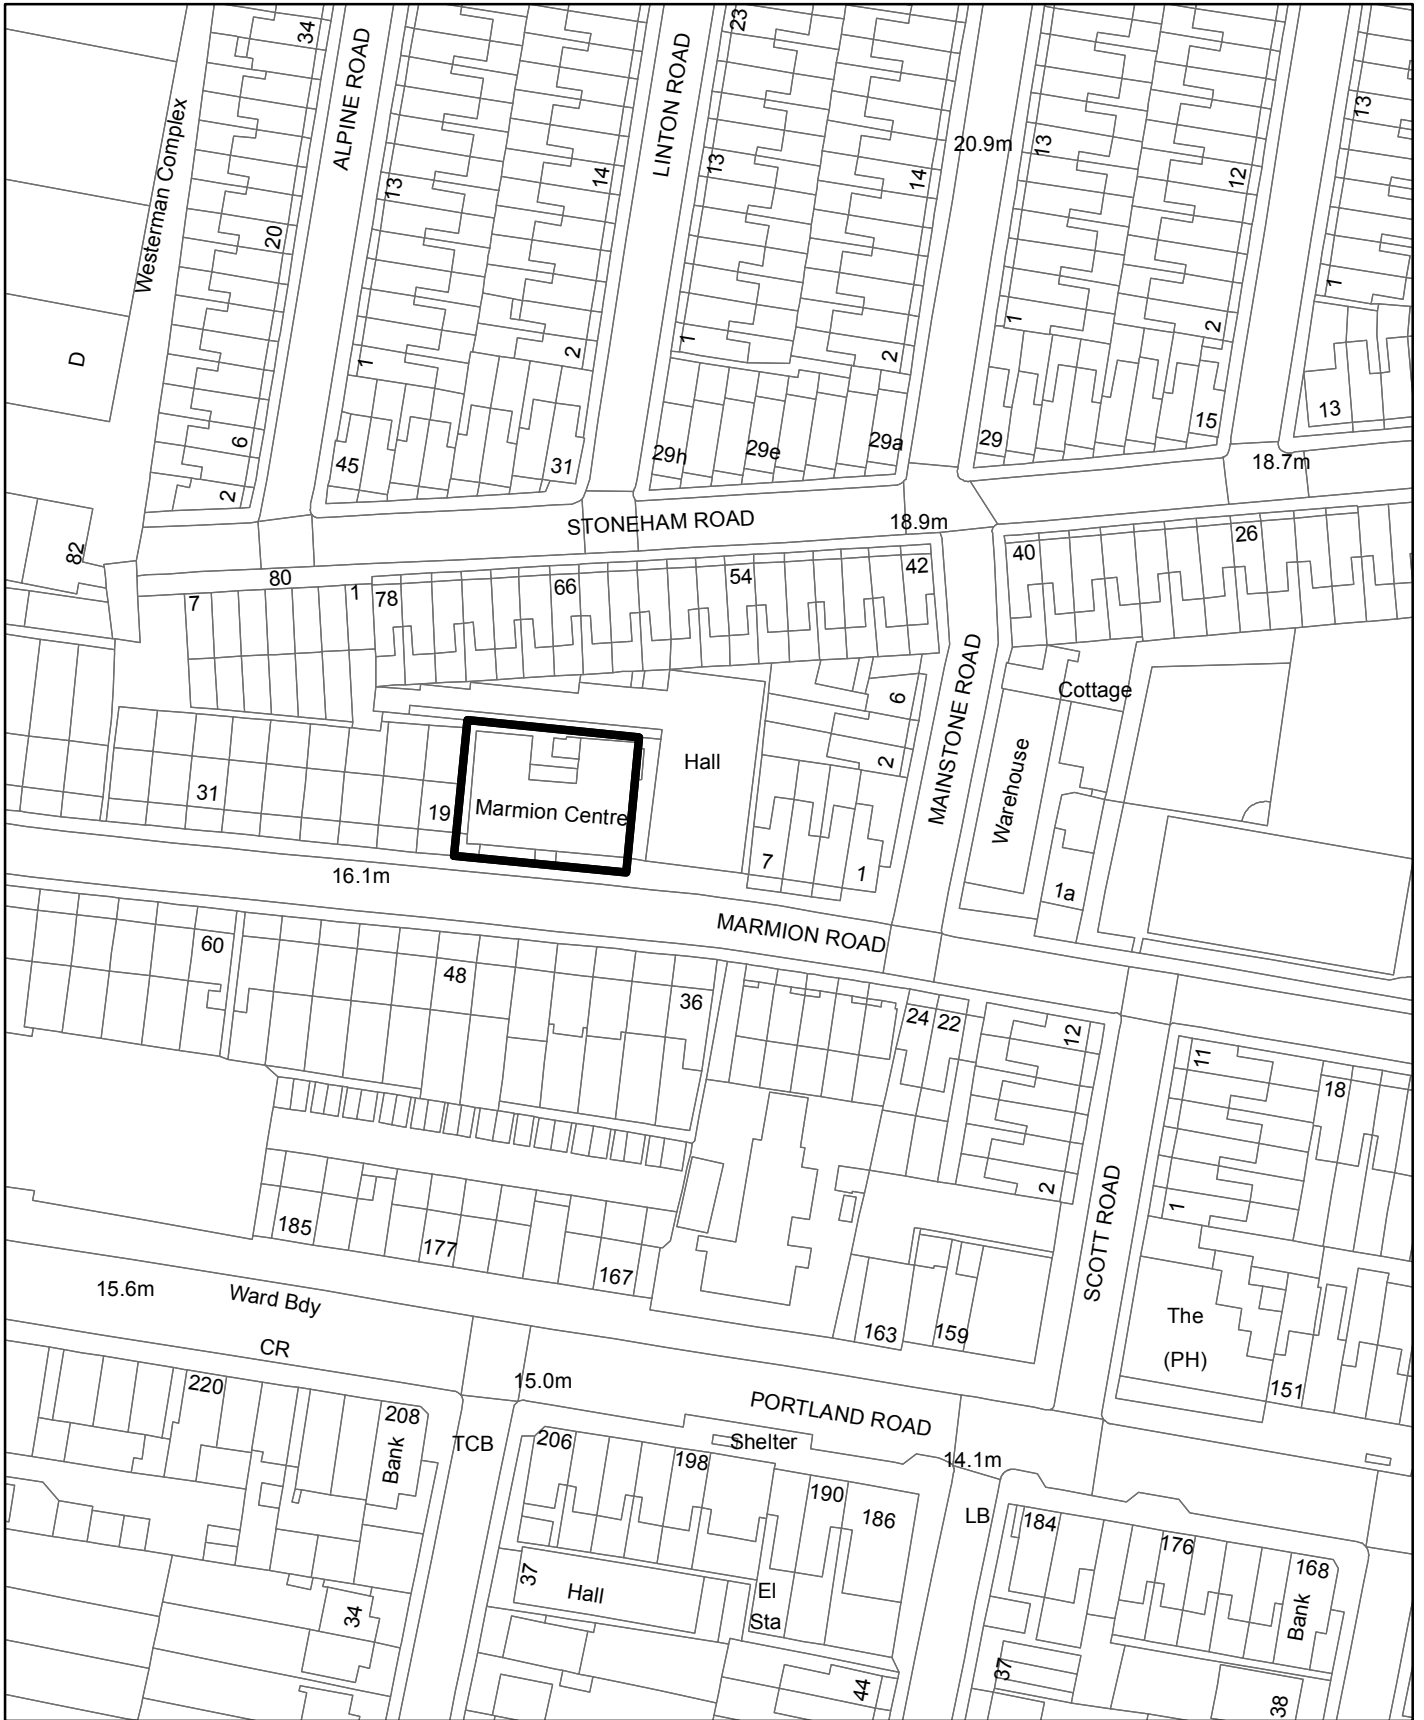 34
ALPINE ROAD
LINTON ROAD
23
Westerman Complex
20
13
14
13
14
20.9m
13
12
13
D
6
2
1
2
1
2
1
2
1
45
31
29h
29e
29a
29
15
13
18.7m
STONEHAM ROAD
18.9m
82
80
7
1
78
66
54
42
40
26
MAINSTONE ROAD
Cottage
6
2
Hall
Warehouse
31
19
Marmion Centre
7
1
1a
16.1m
MARMION ROAD
60
48
36
24
22
12
11
18
2
1
SCOTT ROAD
185
177
167
163
159
The
(PH)
151
15.6m
Ward Bdy
CR
15.0m
PORTLAND ROAD
220
208
Bank
TCB
206
198
Shelter
14.1m
190
186
LB
184
176
168
Bank
37
Hall
El
Sta
34
44
37
38